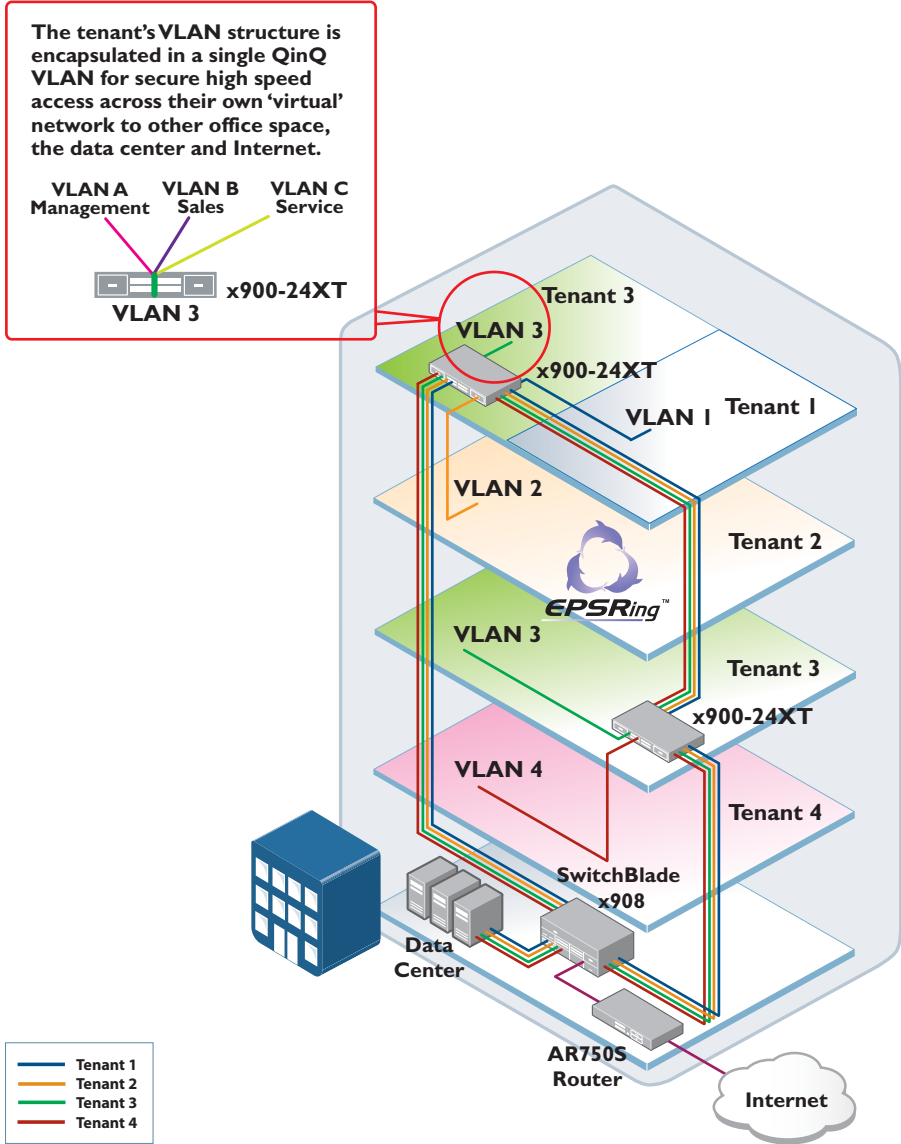 The tenant's VLAN structure is
encapsulated in a single QinQ
VLAN for secure high speed
access across their own 'virtual'
network to other office space,
the data center and Internet.
VLAN A
Management
VLAN B
Sales
VLAN C
Service
x900-24XT
VLAN 3
Tenant 3
VLAN 3
x900-24XT
Tenant 1
VLAN 1
VLAN 2
Tenant 2
EPSRing™
VLAN 3
Tenant 3
x900-24XT
VLAN 4
Tenant 4
SwitchBlade
x908
Data
Center
AR750S
Router
Internet
Tenant 1
Tenant 2
Tenant 3
Tenant 4